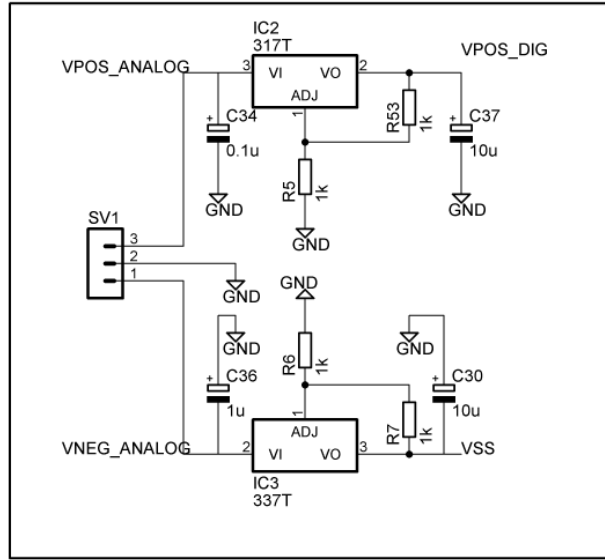 IC2
317T
VPOS_ANALOG
3
VI
VO
2
VPOS_DIG
ADJ
1
+
C34
0.1u
R53
1k
+
C37
10u
R5
1k
GND
GND
GND
SV1
3
2
1
GND
GND
GND
GND
R6
1k
+
C36
1u
+
C30
10u
1
ADJ
R7
1k
VNEG_ANALOG
2
VI
VO
3
VSS
IC3
337T